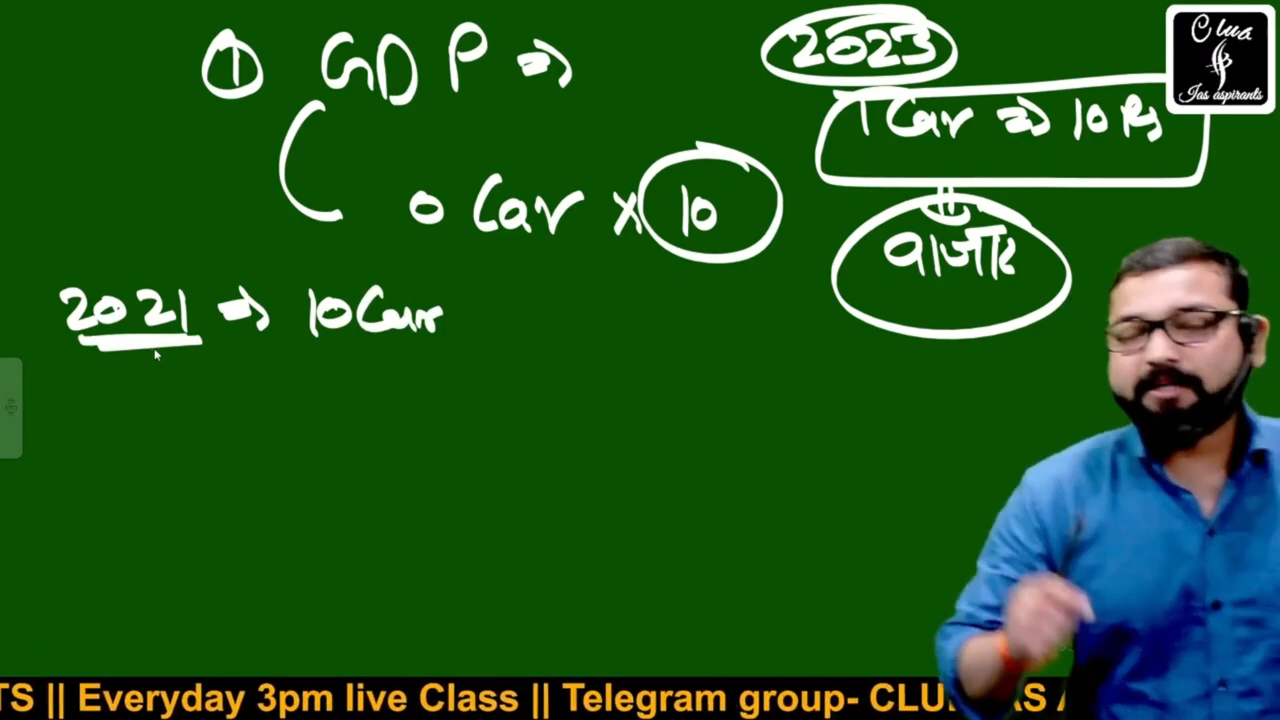 ① GDP ⇒
2023
1 Car ⇒ 10 Rs
0 Car × 10
बाजार
2021 ⇒ 10 Car
Clua
Ias aspirants
TS || Everyday 3pm live Class || Telegram group- CLU